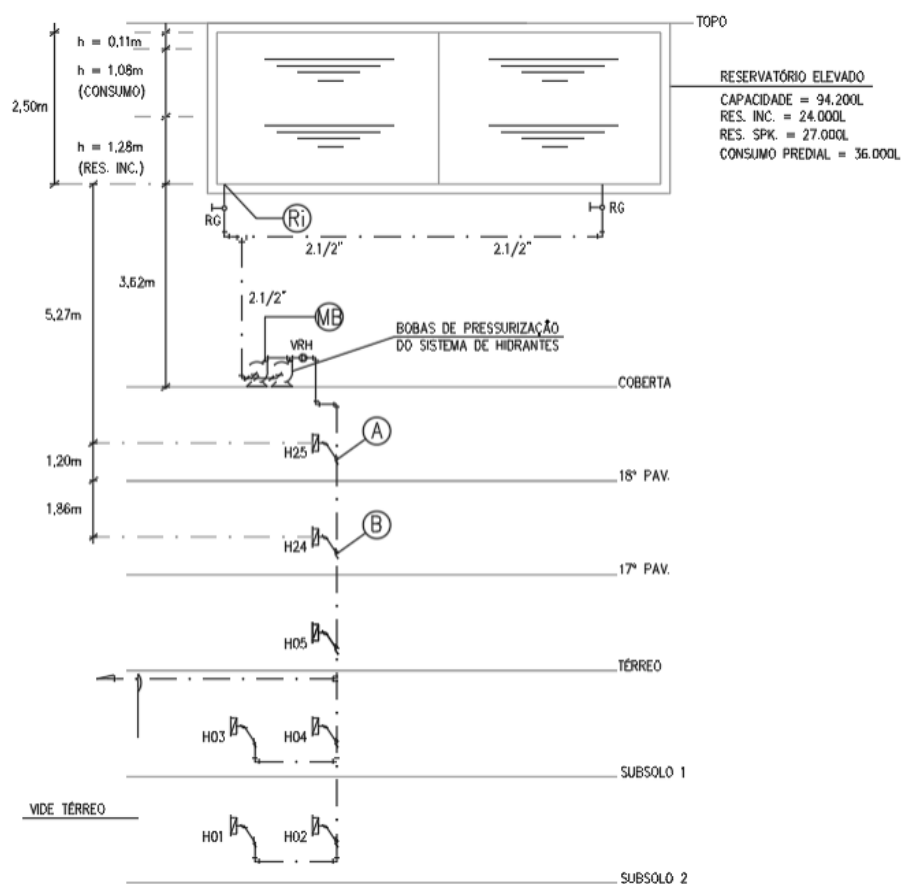 TOPO
h = 0,11m
h = 1,08m
(CONSUMO)
2,50m
h = 1,28m
(RES. INC.)
RESERVATÓRIO ELEVADO
CAPACIDADE = 94.200L
RES. INC. = 24.000L
RES. SPK. = 27.000L
CONSUMO PREDIAL = 36.000L
RG
Ri
RG
2.1/2"
2.1/2"
3,62m
5,27m
2.1/2"
MB
VRH
BOBAS DE PRESSURIZAÇÃO
DO SISTEMA DE HIDRANTES
COBERTA
A
H25
1,20m
18° PAV.
1,86m
B
H24
17° PAV.
H05
TÉRREO
H03
H04
SUBSOLO 1
VIDE TÉRREO
H01
H02
SUBSOLO 2